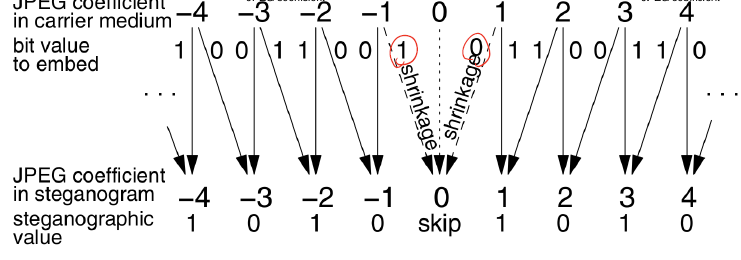 JPEG coefficient
in carrier medium −4 −3 −2 −1 0 1 2 3 4
bit value
to embed 1 0 0 1 1 0 0 1 0 1 1 0 0 1 1 0
shrinkage shrinkage
. . . . . .
JPEG coefficient
in steganogram −4 −3 −2 −1 0 1 2 3 4
steganographic
value 1 0 1 0 skip 1 0 1 0